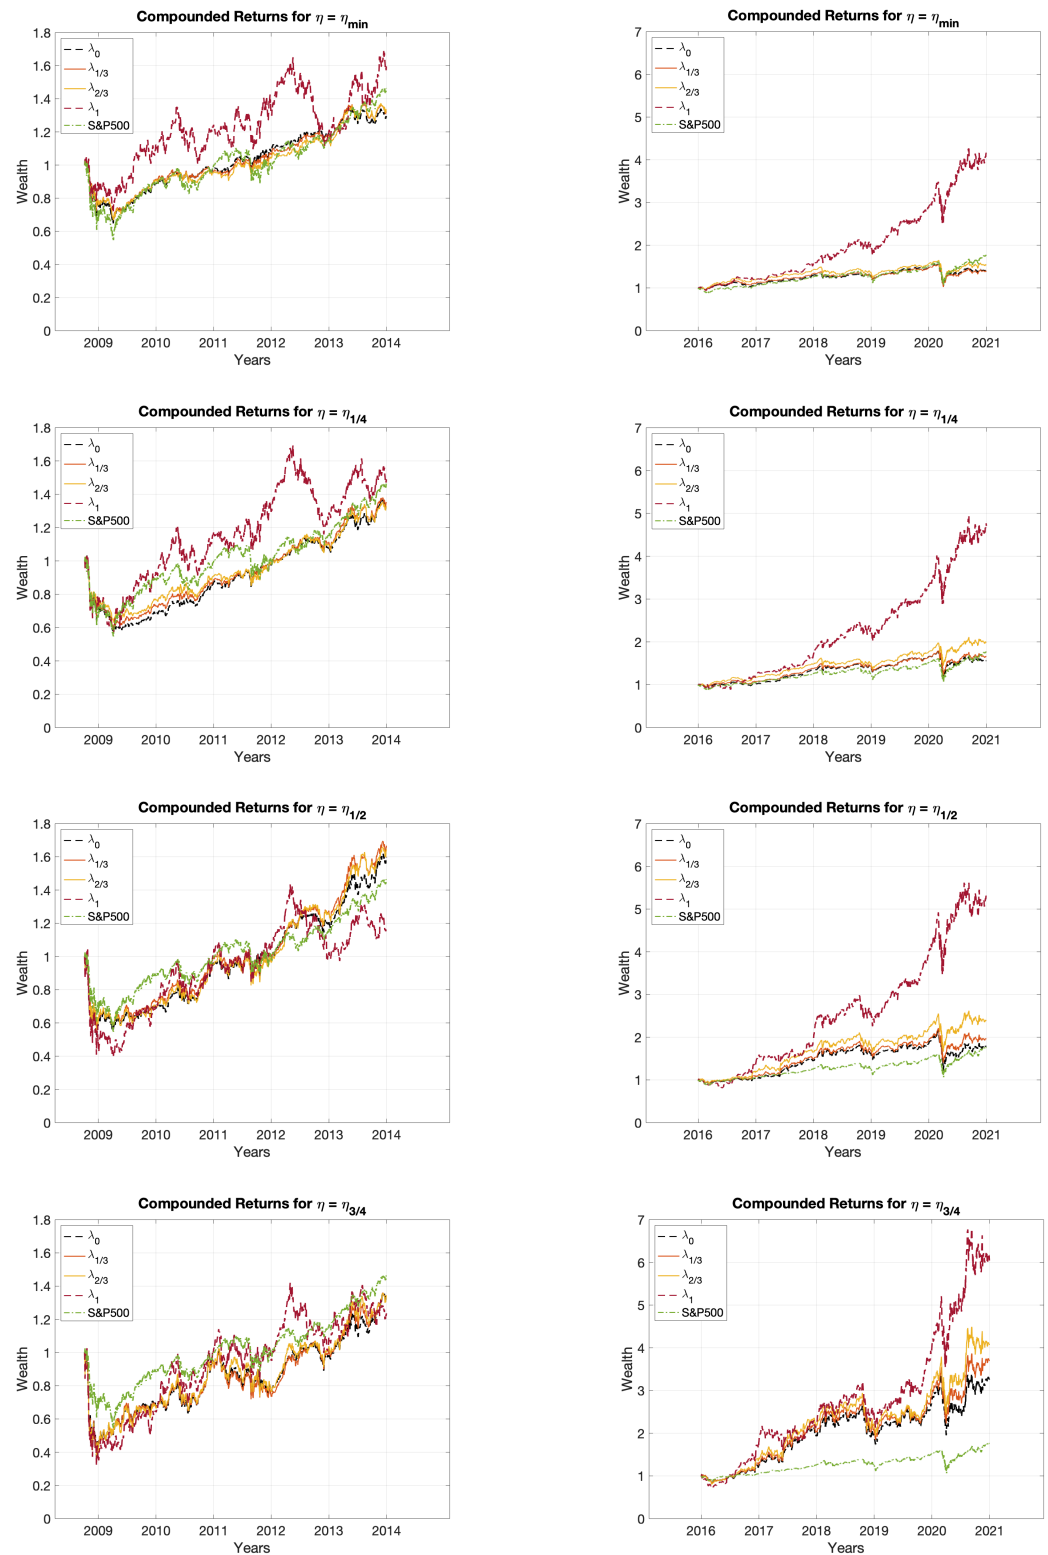 Compounded Returns for η = η_min
Wealth
1.8
1.6
1.4
1.2
1
0.8
0.6
0.4
0.2
0
λ_0
λ_1/3
λ_2/3
λ_1
S&P500
2009 2010 2011 2012 2013 2014
Years
Compounded Returns for η = η_min
Wealth
7
6
5
4
3
2
1
0
λ_0
λ_1/3
λ_2/3
λ_1
S&P500
2016 2017 2018 2019 2020 2021
Years
Compounded Returns for η = η_1/4
Wealth
1.8
1.6
1.4
1.2
1
0.8
0.6
0.4
0.2
0
λ_0
λ_1/3
λ_2/3
λ_1
S&P500
2009 2010 2011 2012 2013 2014
Years
Compounded Returns for η = η_1/4
Wealth
7
6
5
4
3
2
1
0
λ_0
λ_1/3
λ_2/3
λ_1
S&P500
2016 2017 2018 2019 2020 2021
Years
Compounded Returns for η = η_1/2
Wealth
1.8
1.6
1.4
1.2
1
0.8
0.6
0.4
0.2
0
λ_0
λ_1/3
λ_2/3
λ_1
S&P500
2009 2010 2011 2012 2013 2014
Years
Compounded Returns for η = η_1/2
Wealth
7
6
5
4
3
2
1
0
λ_0
λ_1/3
λ_2/3
λ_1
S&P500
2016 2017 2018 2019 2020 2021
Years
Compounded Returns for η = η_3/4
Wealth
1.8
1.6
1.4
1.2
1
0.8
0.6
0.4
0.2
0
λ_0
λ_1/3
λ_2/3
λ_1
S&P500
2009 2010 2011 2012 2013 2014
Years
Compounded Returns for η = η_3/4
Wealth
7
6
5
4
3
2
1
0
λ_0
λ_1/3
λ_2/3
λ_1
S&P500
2016 2017 2018 2019 2020 2021
Years